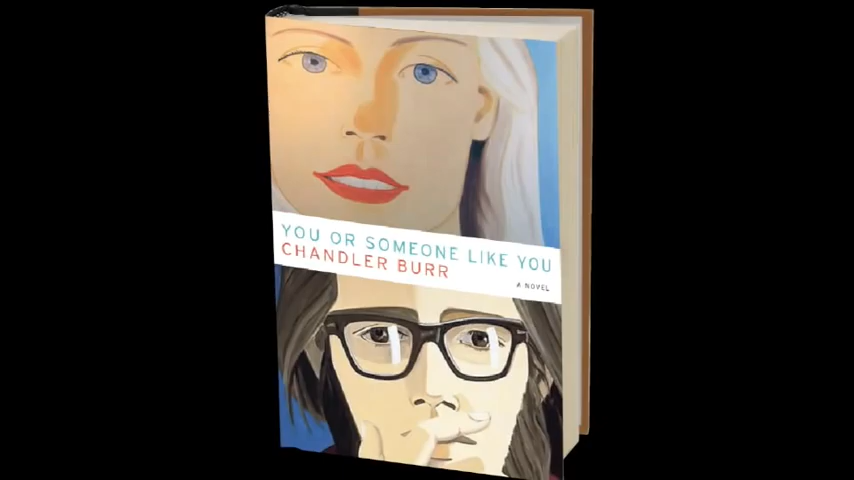 YOU OR SOMEONE LIKE YOU
CHANDLER BURR
A NOVEL